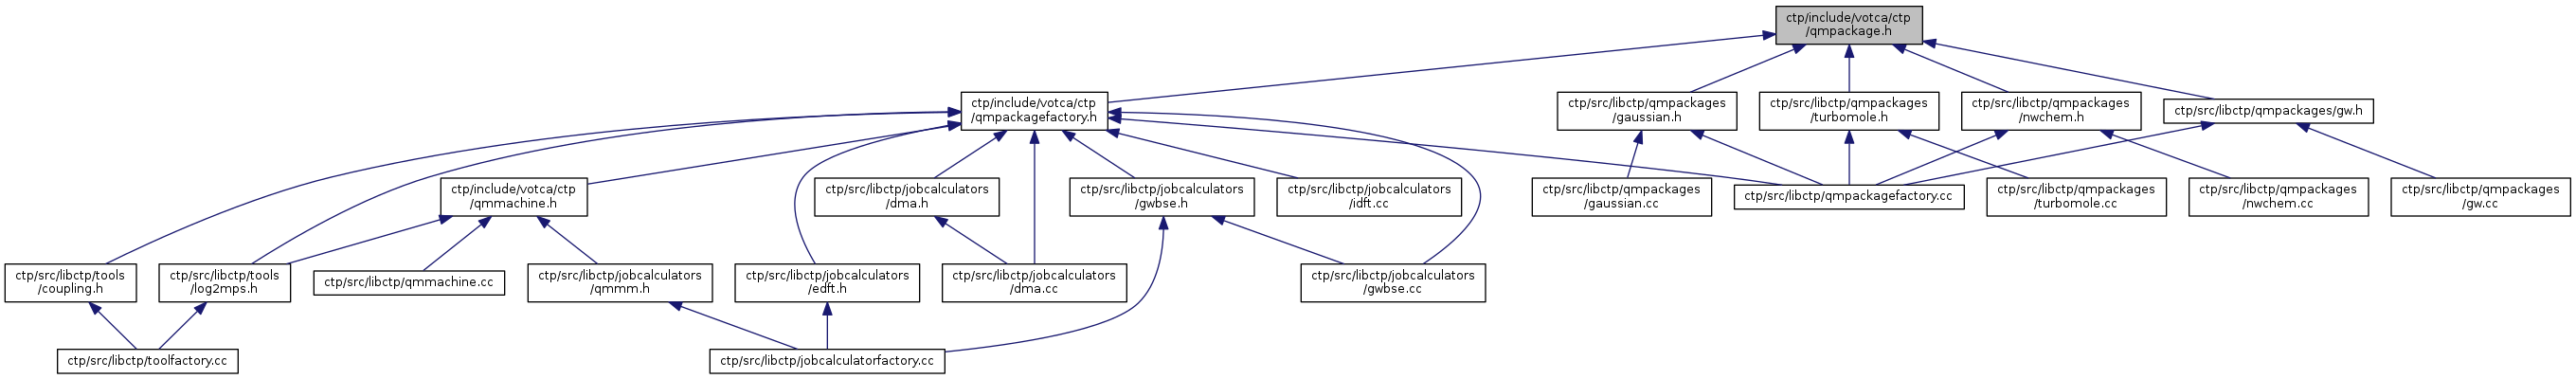 ctp/include/votca/ctp
/qmpackage.h
ctp/include/votca/ctp
/qmpackagefactory.h
ctp/src/libctp/qmpackages
/gaussian.h
ctp/src/libctp/qmpackages
/turbomole.h
ctp/src/libctp/qmpackages
/nwchem.h
ctp/src/libctp/qmpackages/gw.h
ctp/include/votca/ctp
/qmmachine.h
ctp/src/libctp/jobcalculators
/dma.h
ctp/src/libctp/jobcalculators
/gwbse.h
ctp/src/libctp/jobcalculators
/idft.cc
ctp/src/libctp/qmpackages
/gaussian.cc
ctp/src/libctp/qmpackagefactory.cc
ctp/src/libctp/qmpackages
/turbomole.cc
ctp/src/libctp/qmpackages
/nwchem.cc
ctp/src/libctp/qmpackages
/gw.cc
ctp/src/libctp/tools
/coupling.h
ctp/src/libctp/tools
/log2mps.h
ctp/src/libctp/qmmachine.cc
ctp/src/libctp/jobcalculators
/qmmm.h
ctp/src/libctp/jobcalculators
/edft.h
ctp/src/libctp/jobcalculators
/dma.cc
ctp/src/libctp/jobcalculators
/gwbse.cc
ctp/src/libctp/toolfactory.cc
ctp/src/libctp/jobcalculatorfactory.cc